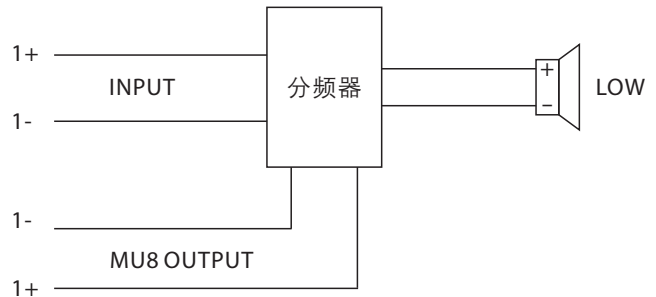 1+
INPUT
1-
分频器
+
−
LOW
1-
MU8 OUTPUT
1+